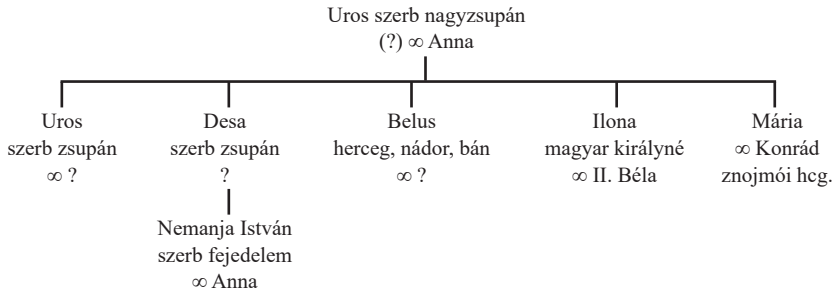 Uros szerb nagyzsupán
(?) ∞ Anna
Uros
szerb zsupán
∞ ?
Desa
szerb zsupán
?
Belus
herceg, nádor, bán
∞ ?
Ilona
magyar királyné
∞ II. Béla
Mária
∞ Konrád
znojmói hcg.
Nemanja István
szerb fejedelem
∞ Anna